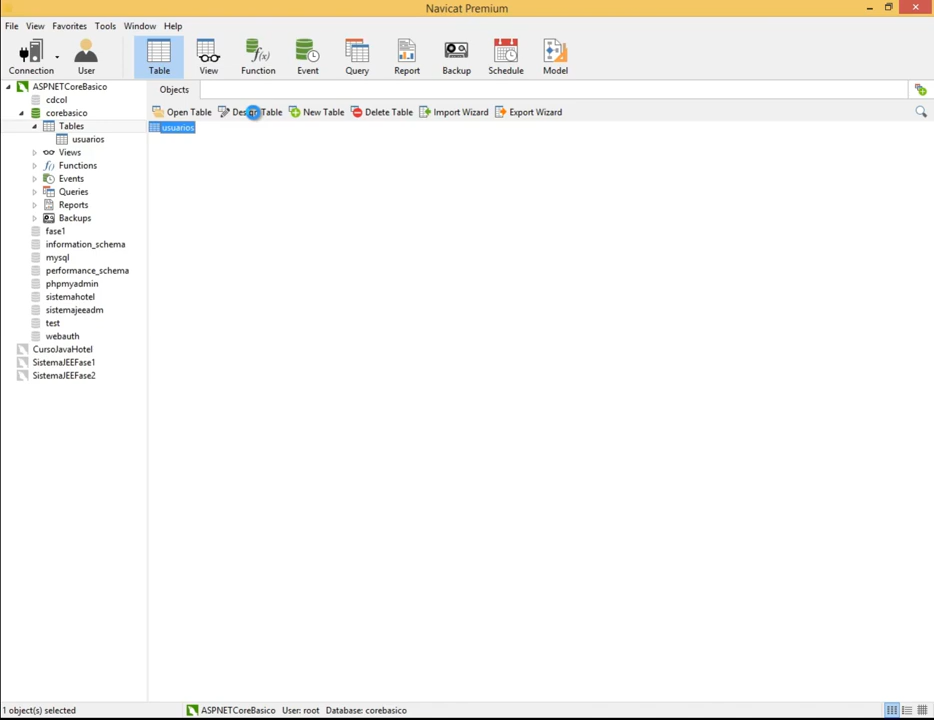 Navicat Premium
File View Favorites Tools Window Help
Connection User Table View Function Event Query Report Backup Schedule Model
Objects
Open Table Design Table New Table Delete Table Import Wizard Export Wizard
usuarios
ASPNETCoreBasico
cdcol
corebasico
Tables
usuarios
Views
Functions
Events
Queries
Reports
Backups
fase1
information_schema
mysql
performance_schema
phpmyadmin
sistemahotel
sistemajeeadm
test
webauth
CursoJavaHotel
SistemaJEEFase1
SistemaJEEFase2
1 object(s) selected ASPNETCoreBasico User: root Database: corebasico